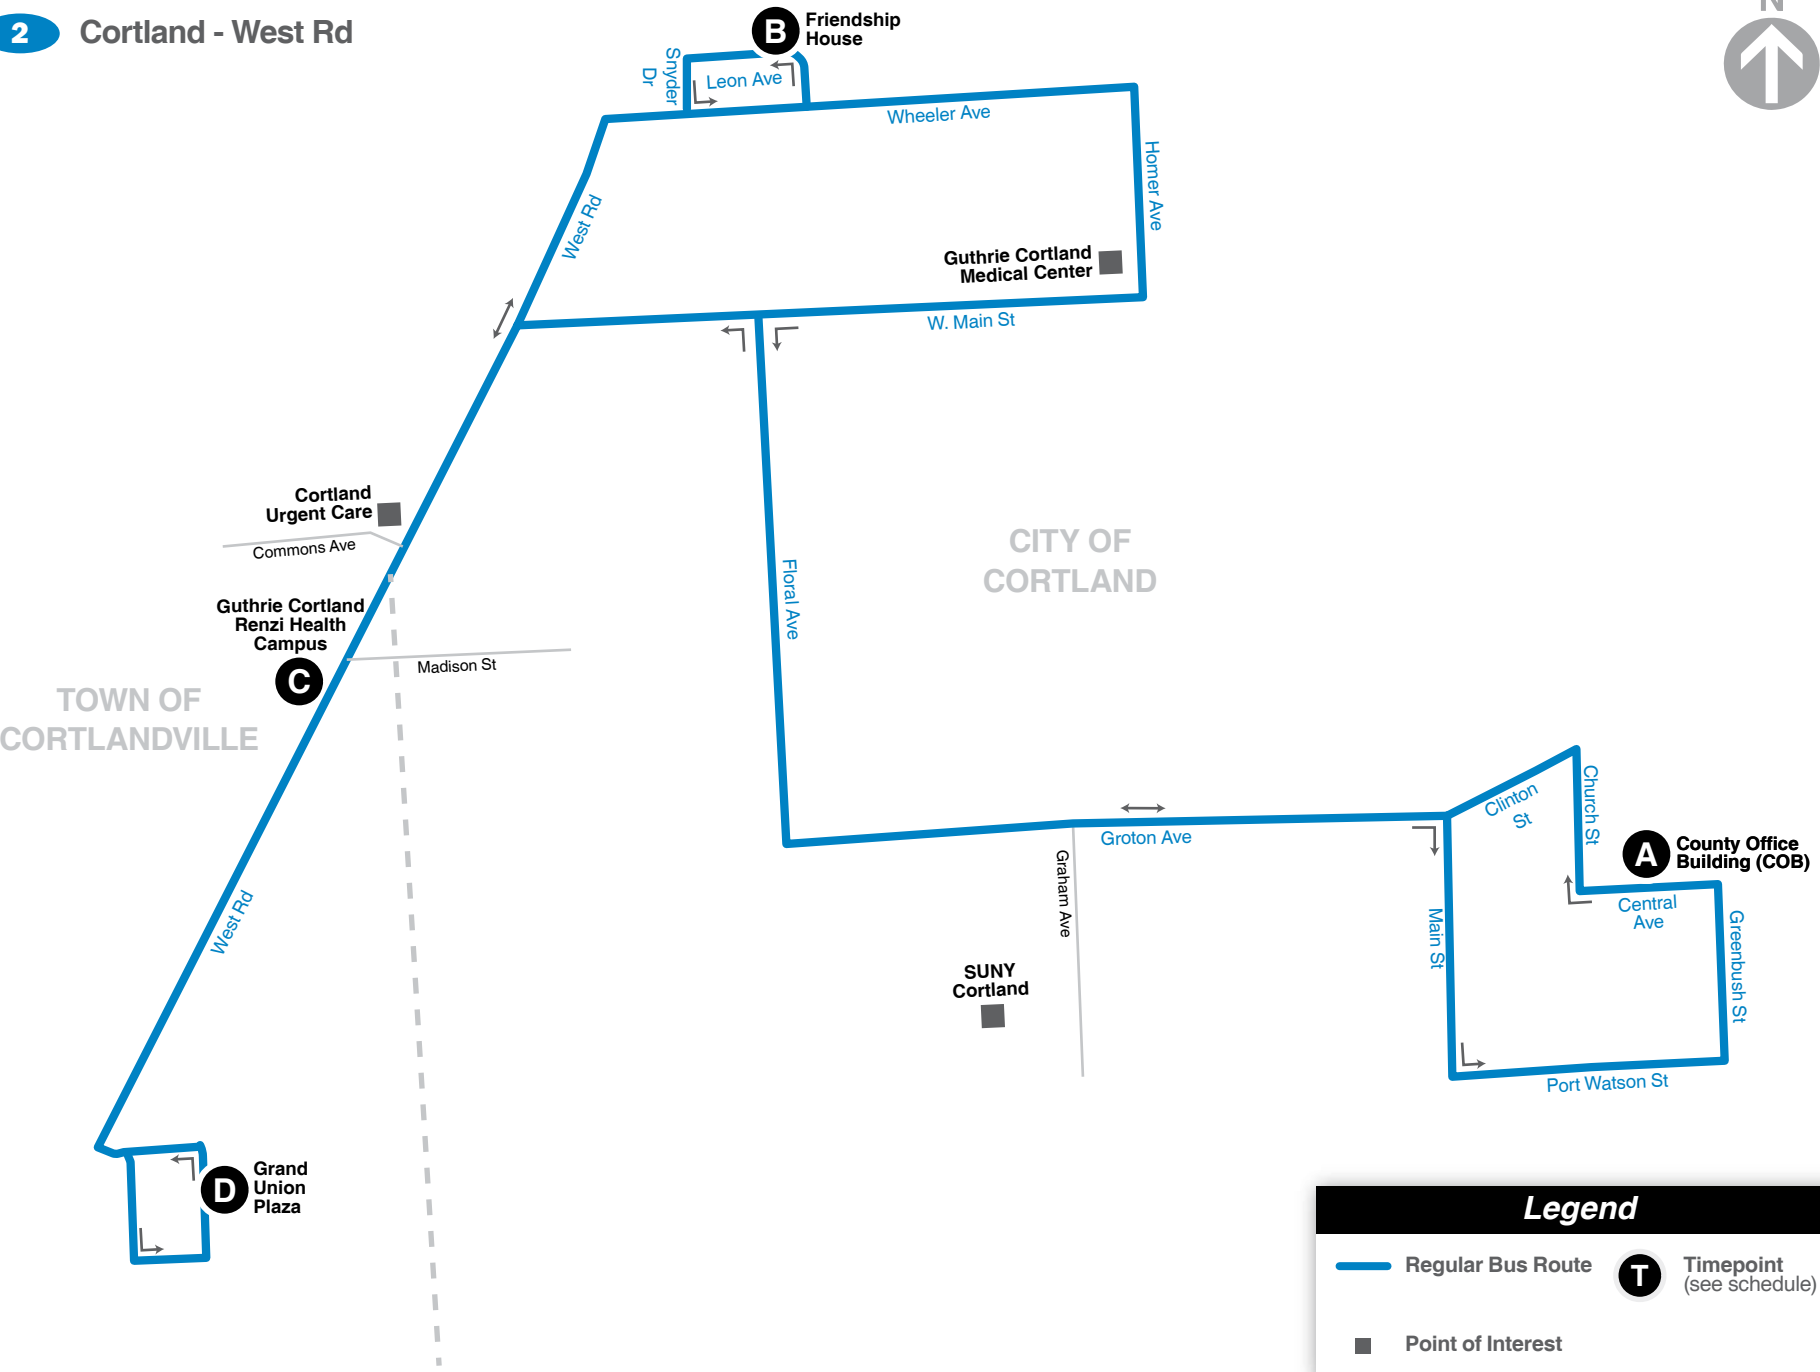 2 Cortland - West Rd
N
B
Friendship
House
Snyder
Dr
Leon Ave
Wheeler Ave
Homer Ave
West Rd
Guthrie Cortland
Medical Center
W. Main St
Cortland
Urgent Care
Commons Ave
CITY OF
CORTLAND
Floral Ave
Guthrie Cortland
Renzi Health
Campus
C
Madison St
TOWN OF
CORTLANDVILLE
Clinton
St
Church St
Groton Ave
A
County Office
Building (COB)
Graham Ave
Central
Ave
Main St
Greenbush St
West Rd
SUNY
Cortland
Port Watson St
D
Grand
Union
Plaza
Legend
Regular Bus Route
T
Timepoint
(see schedule)
Point of Interest